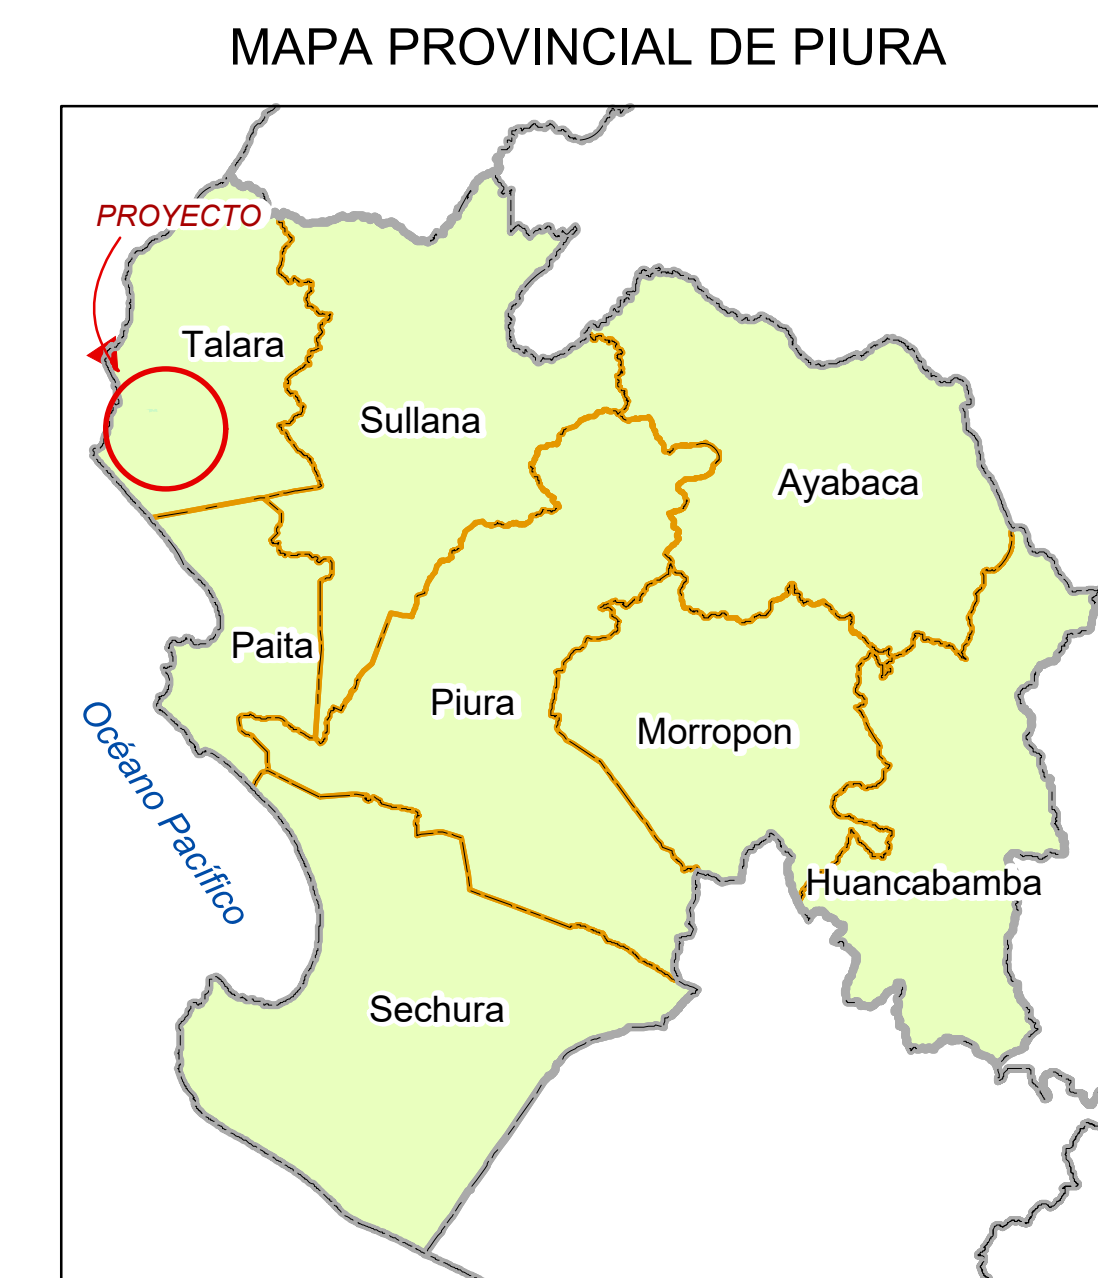 MAPA PROVINCIAL DE PIURA
PROYECTO
Talara
Sullana
Ayabaca
Paita
Piura
Morropon
Océano Pacífico
Huancabamba
Sechura